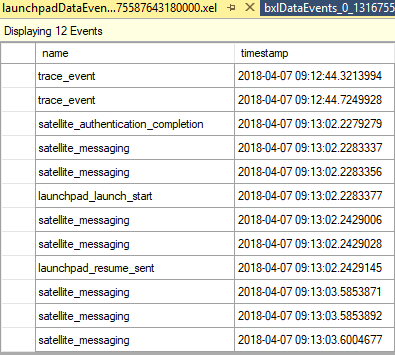 launchpadDataEven...75587643180000.xel bxlDataEvents_0_1316755
Displaying 12 Events
name timestamp
trace_event 2018-04-07 09:12:44.3213994
trace_event 2018-04-07 09:12:44.7249928
satellite_authentication_completion 2018-04-07 09:13:02.2279279
satellite_messaging 2018-04-07 09:13:02.2283337
satellite_messaging 2018-04-07 09:13:02.2283356
launchpad_launch_start 2018-04-07 09:13:02.2283377
satellite_messaging 2018-04-07 09:13:02.2429006
satellite_messaging 2018-04-07 09:13:02.2429028
launchpad_resume_sent 2018-04-07 09:13:02.2429145
satellite_messaging 2018-04-07 09:13:03.5853871
satellite_messaging 2018-04-07 09:13:03.5853892
satellite_messaging 2018-04-07 09:13:03.6004677